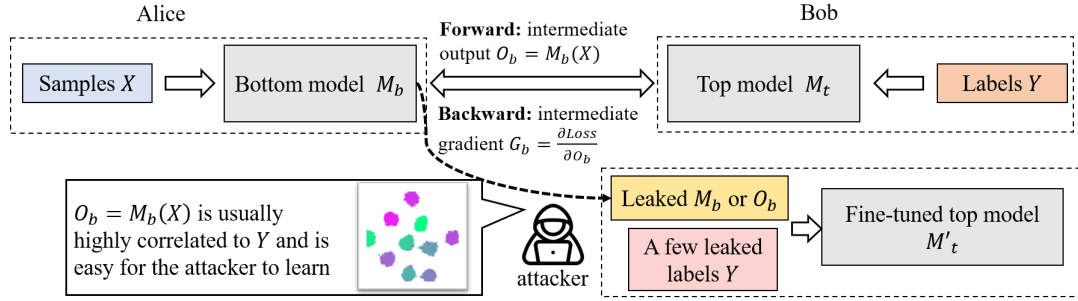 Alice
Bob
Forward: intermediate
output O_b = M_b(X)
Samples X
Bottom model M_b
Top model M_t
Labels Y
Backward: intermediate
gradient G_b = ∂Loss/∂O_b
O_b = M_b(X) is usually
highly correlated to Y and is
easy for the attacker to learn
attacker
Leaked M_b or O_b
A few leaked
labels Y
Fine-tuned top model
M'_t